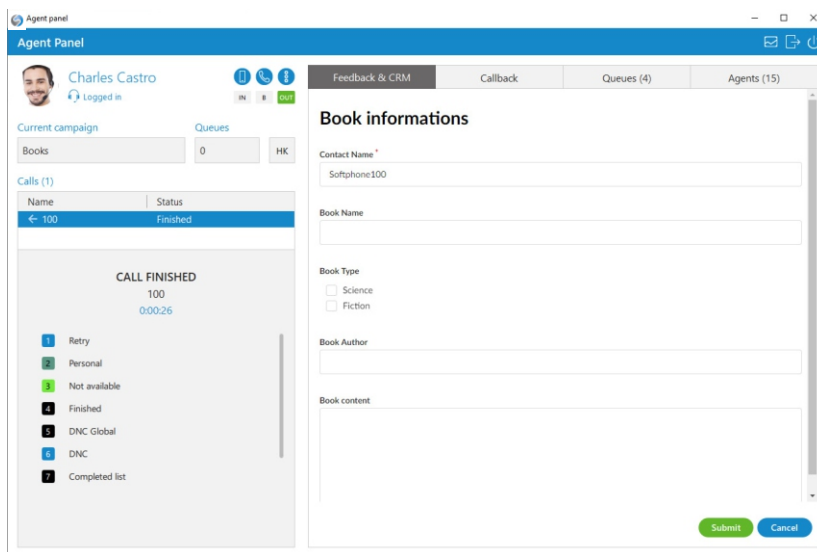 Agent panel
Agent Panel
Charles Castro
Logged in
IN B OUT
Current campaign Queues
Books 0 HK
Calls (1)
Name Status
← 100 Finished
CALL FINISHED
100
0:00:26
1 Retry
2 Personal
3 Not available
4 Finished
5 DNC Global
6 DNC
7 Completed list
Feedback & CRM Callback Queues (4) Agents (15)
Book informations
Contact Name *
Softphone100
Book Name
Book Type
Science
Fiction
Book Author
Book content
Submit Cancel